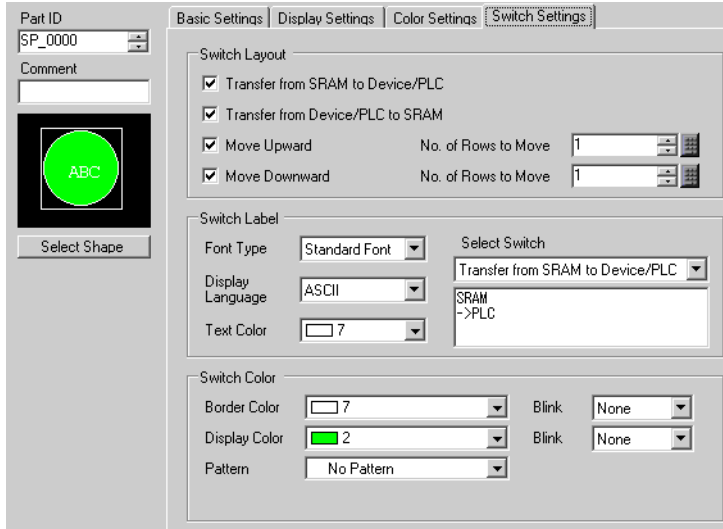 Part ID
SP_0000
Comment
ABC
Select Shape
Basic Settings Display Settings Color Settings Switch Settings
Switch Layout
Transfer from SRAM to Device/PLC
Transfer from Device/PLC to SRAM
Move Upward No. of Rows to Move 1
Move Downward No. of Rows to Move 1
Switch Label
Font Type Standard Font
Display
Language ASCII
Text Color 7
Select Switch
Transfer from SRAM to Device/PLC
SRAM
->PLC
Switch Color
Border Color 7 Blink None
Display Color 2 Blink None
Pattern No Pattern